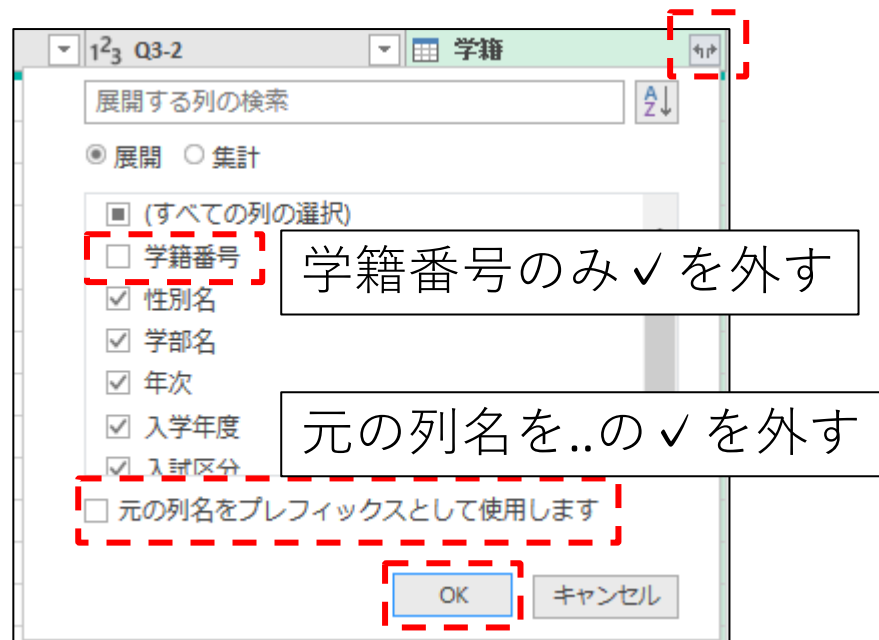 1²3 Q3-2 学籍
展開する列の検索
展開 集計
(すべての列の選択)
学籍番号
学籍番号のみ✓を外す
性別名
学部名
年次
入学年度
元の列名を..の✓を外す
入試区分
元の列名をプレフィックスとして使用します
OK キャンセル